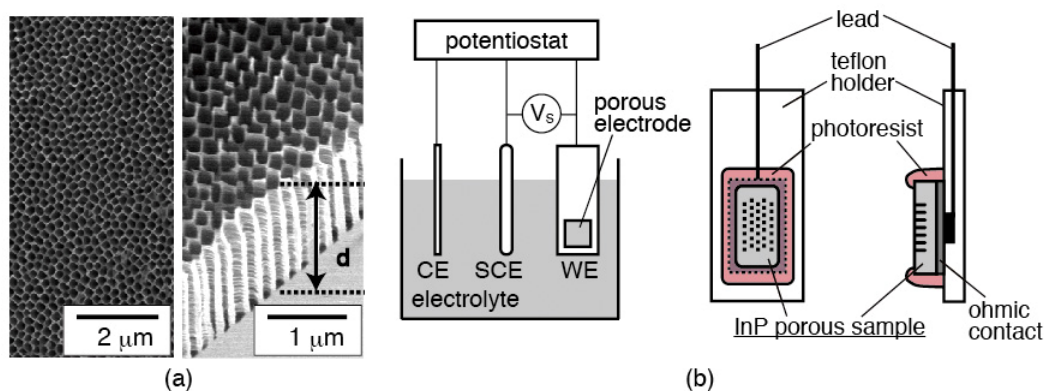 2 μm
d
1 μm
(a)
potentiostat
Vs
porous
electrode
CE
SCE
WE
electrolyte
lead
teflon
holder
photoresist
InP porous sample
ohmic
contact
(b)